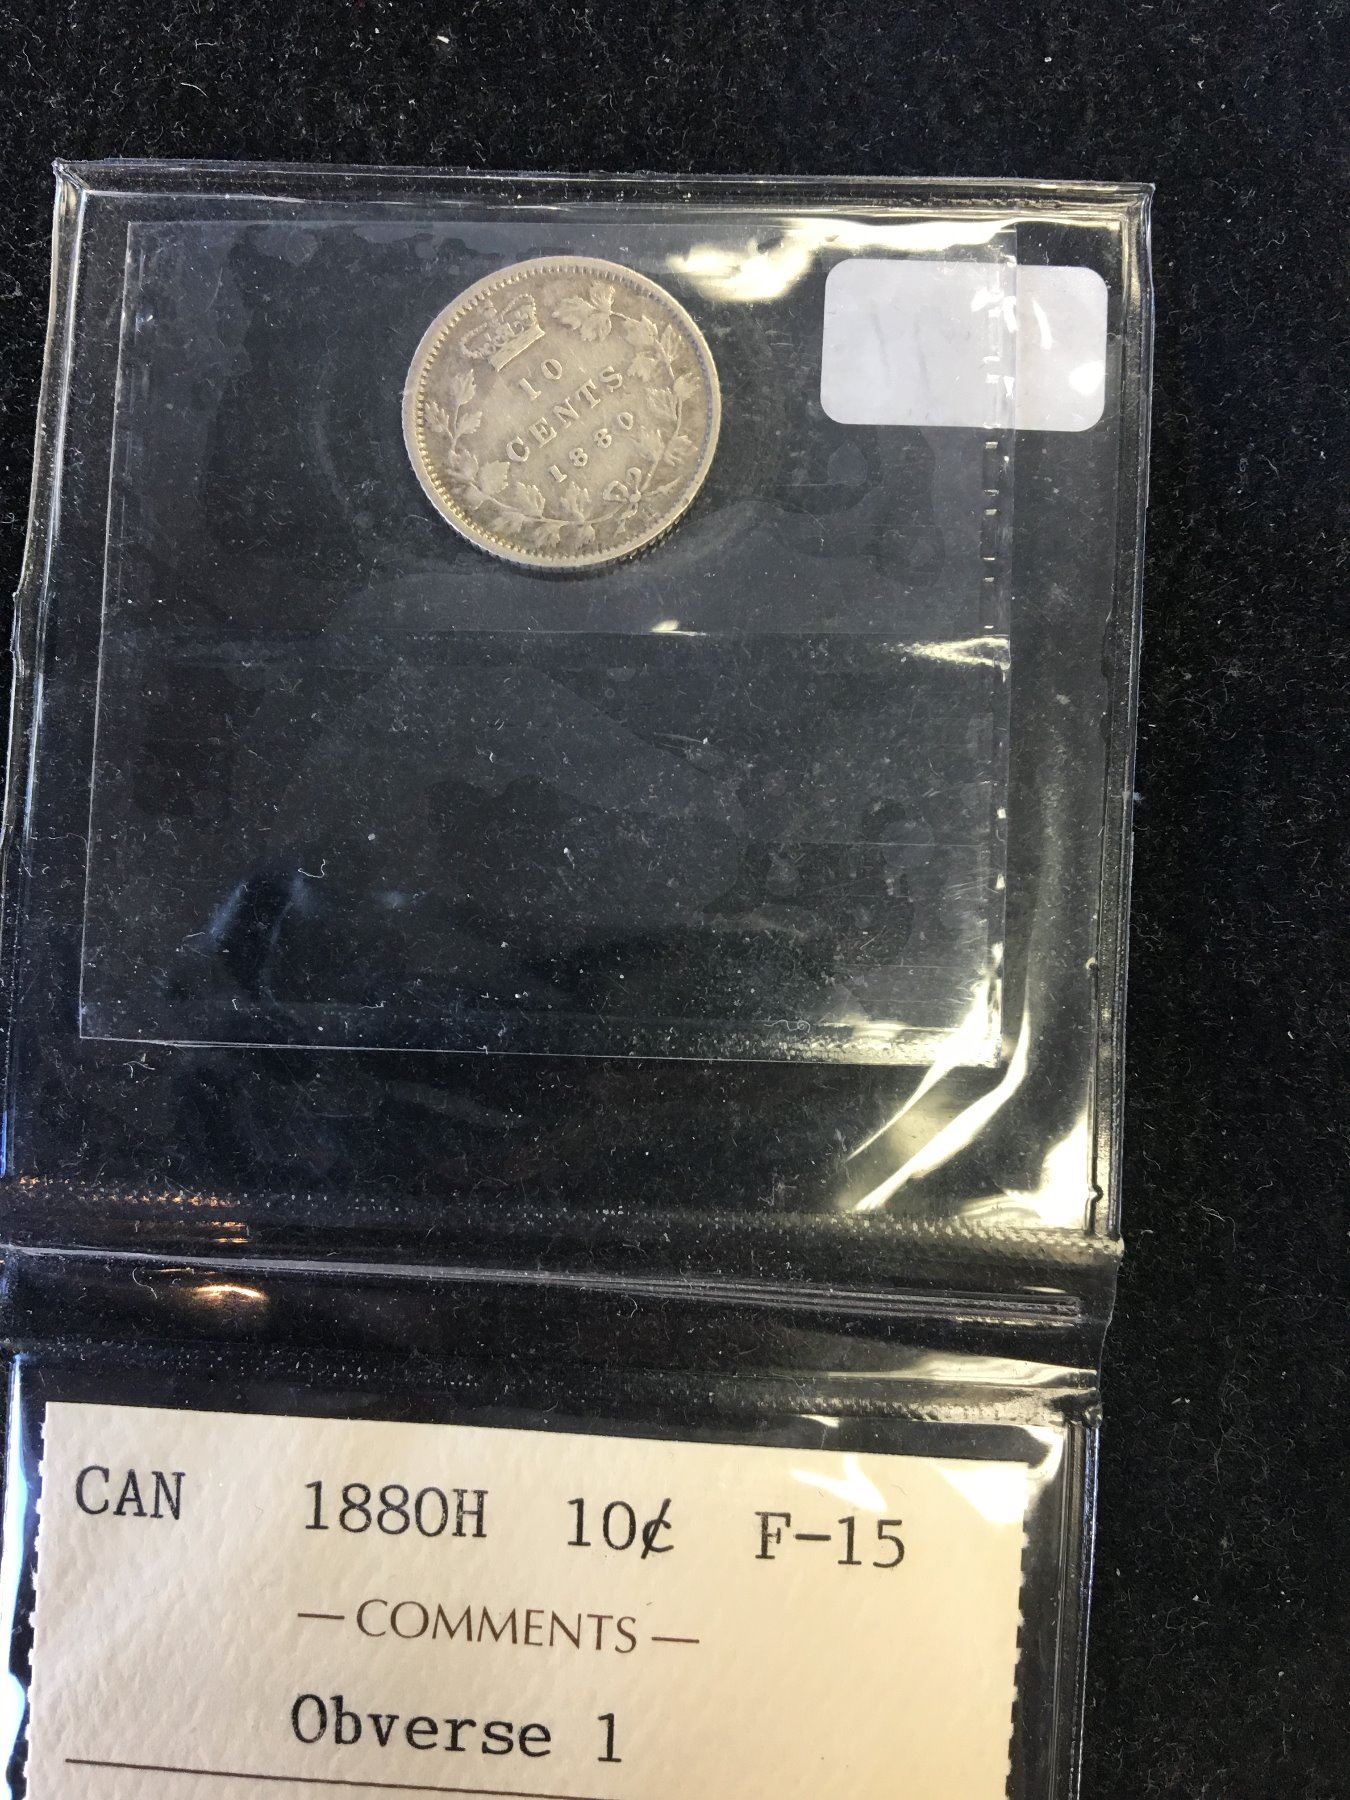 10
CENTS
1880
CAN 1880H 10¢ F-15
—COMMENTS—
Obverse 1